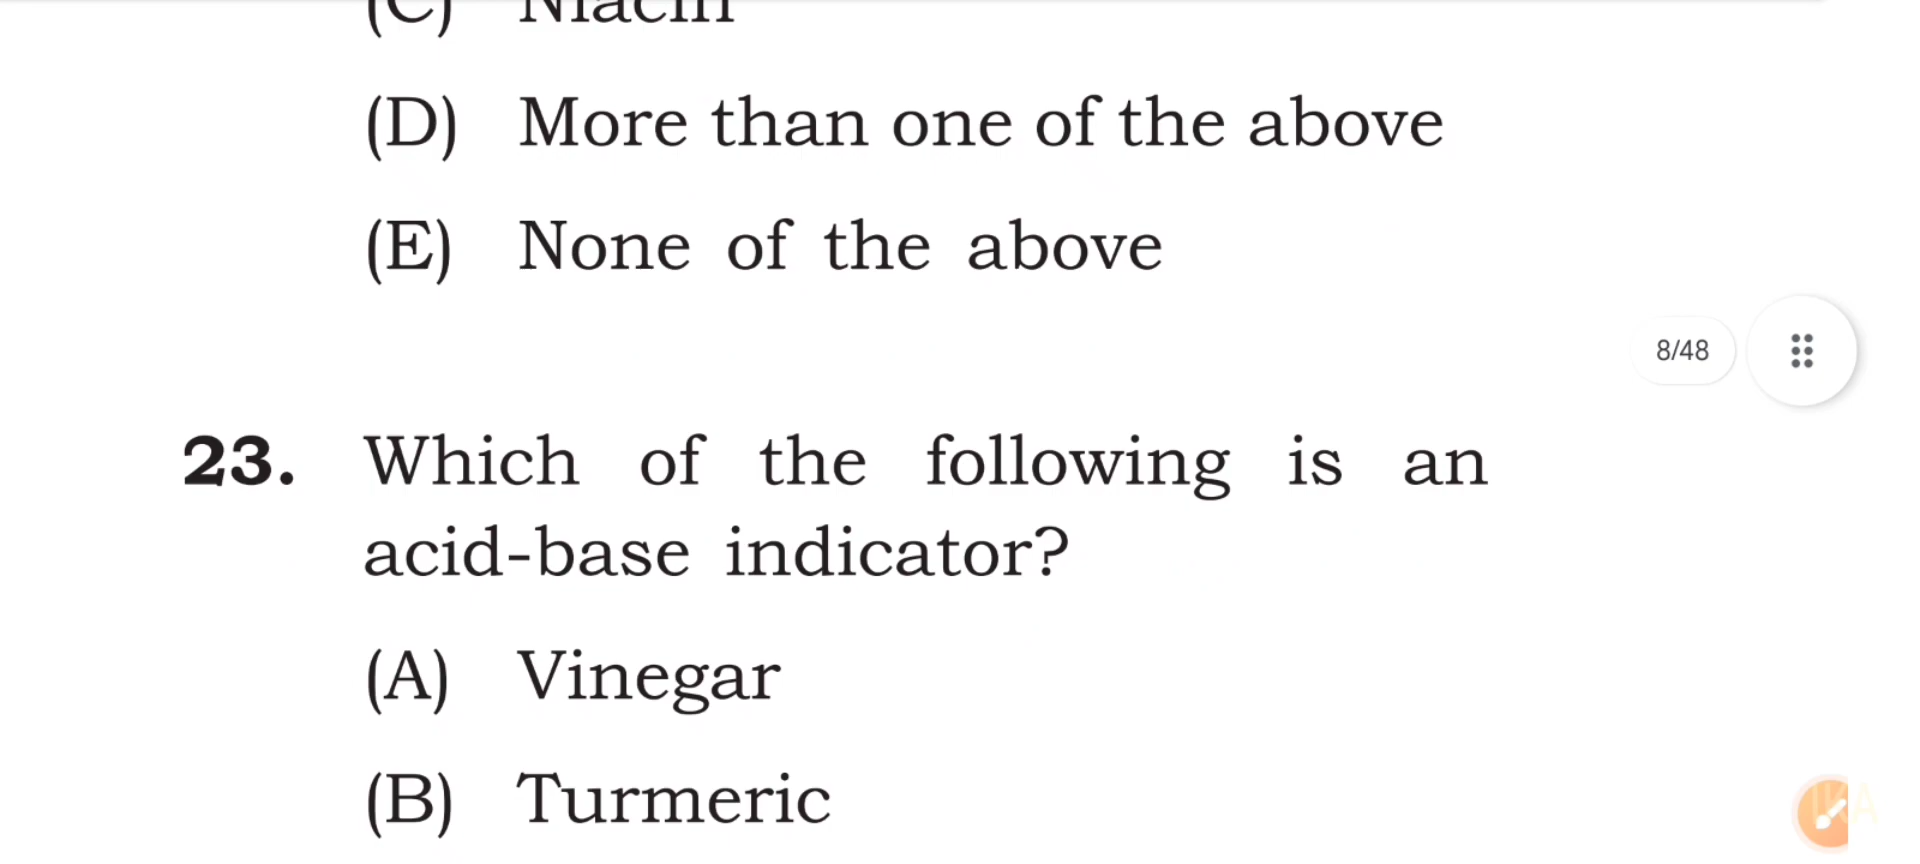 (C) Niacin
(D) More than one of the above
(E) None of the above
8/48
23. Which of the following is an
acid-base indicator?
(A) Vinegar
(B) Turmeric